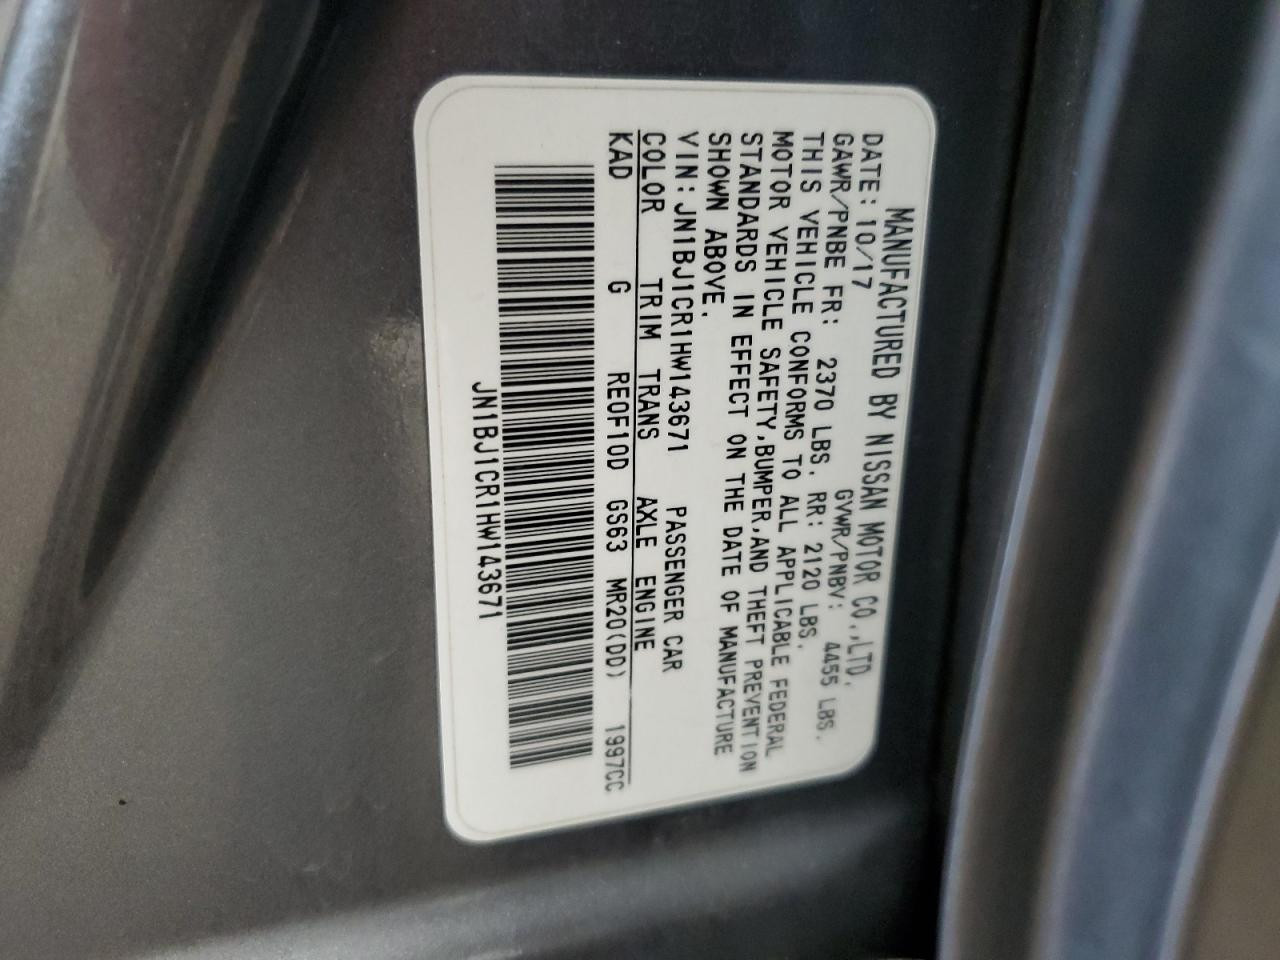 MANUFACTURED BY NISSAN MOTOR CO.,LTD.
DATE: 10/17 GVWR/PNBV: 4455 LBS.
GAWR/PNBE FR: 2370 LBS. RR: 2120 LBS.
THIS VEHICLE CONFORMS TO ALL APPLICABLE FEDERAL
MOTOR VEHICLE SAFETY,BUMPER,AND THEFT PREVENTION
STANDARDS IN EFFECT ON THE DATE OF MANUFACTURE
SHOWN ABOVE.
VIN: JN1BJ1CR1HW143671 PASSENGER CAR
COLOR TRIM TRANS AXLE ENGINE
KAD G RE0F10D GS63 MR20(DD) 1997CC
JN1BJ1CR1HW143671